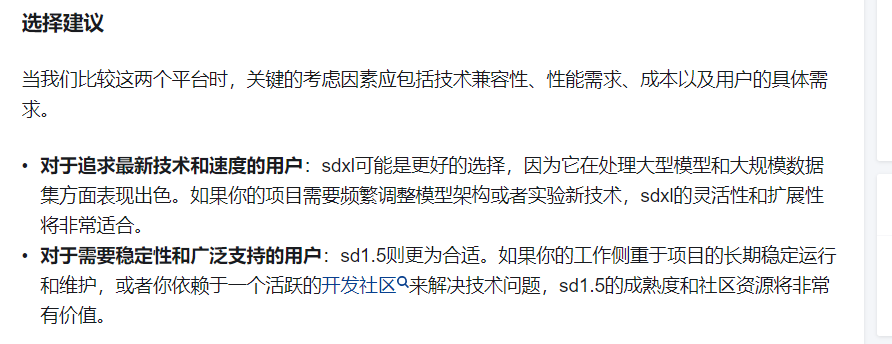 选择建议
当我们比较这两个平台时，关键的考虑因素应包括技术兼容性、性能需求、成本以及用户的具体需
求。
• 对于追求最新技术和速度的用户：sdxl可能是更好的选择，因为它在处理大型模型和大规模数据
集方面表现出色。如果你的项目需要频繁调整模型架构或者实验新技术，sdxl的灵活性和扩展性
将非常适合。
• 对于需要稳定性和广泛支持的用户：sd1.5则更为合适。如果你的工作侧重于项目的长期稳定运行
和维护，或者你依赖于一个活跃的开发社区来解决技术问题，sd1.5的成熟度和社区资源将非常
有价值。